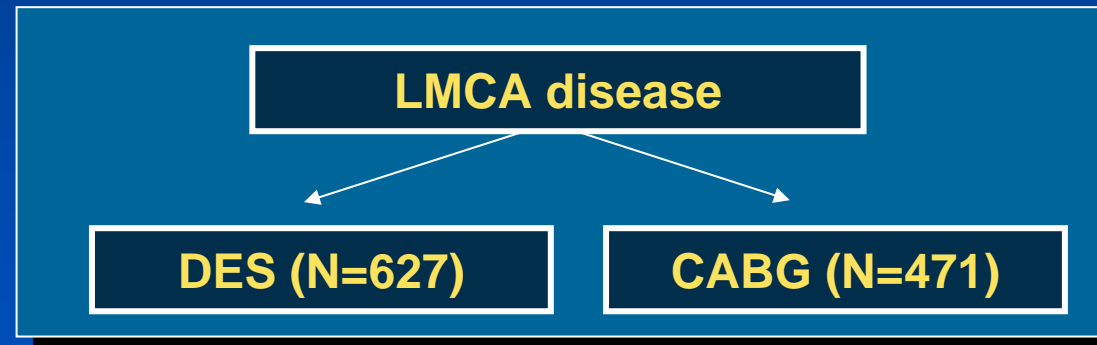 LMCA disease
DES (N=627)
CABG (N=471)